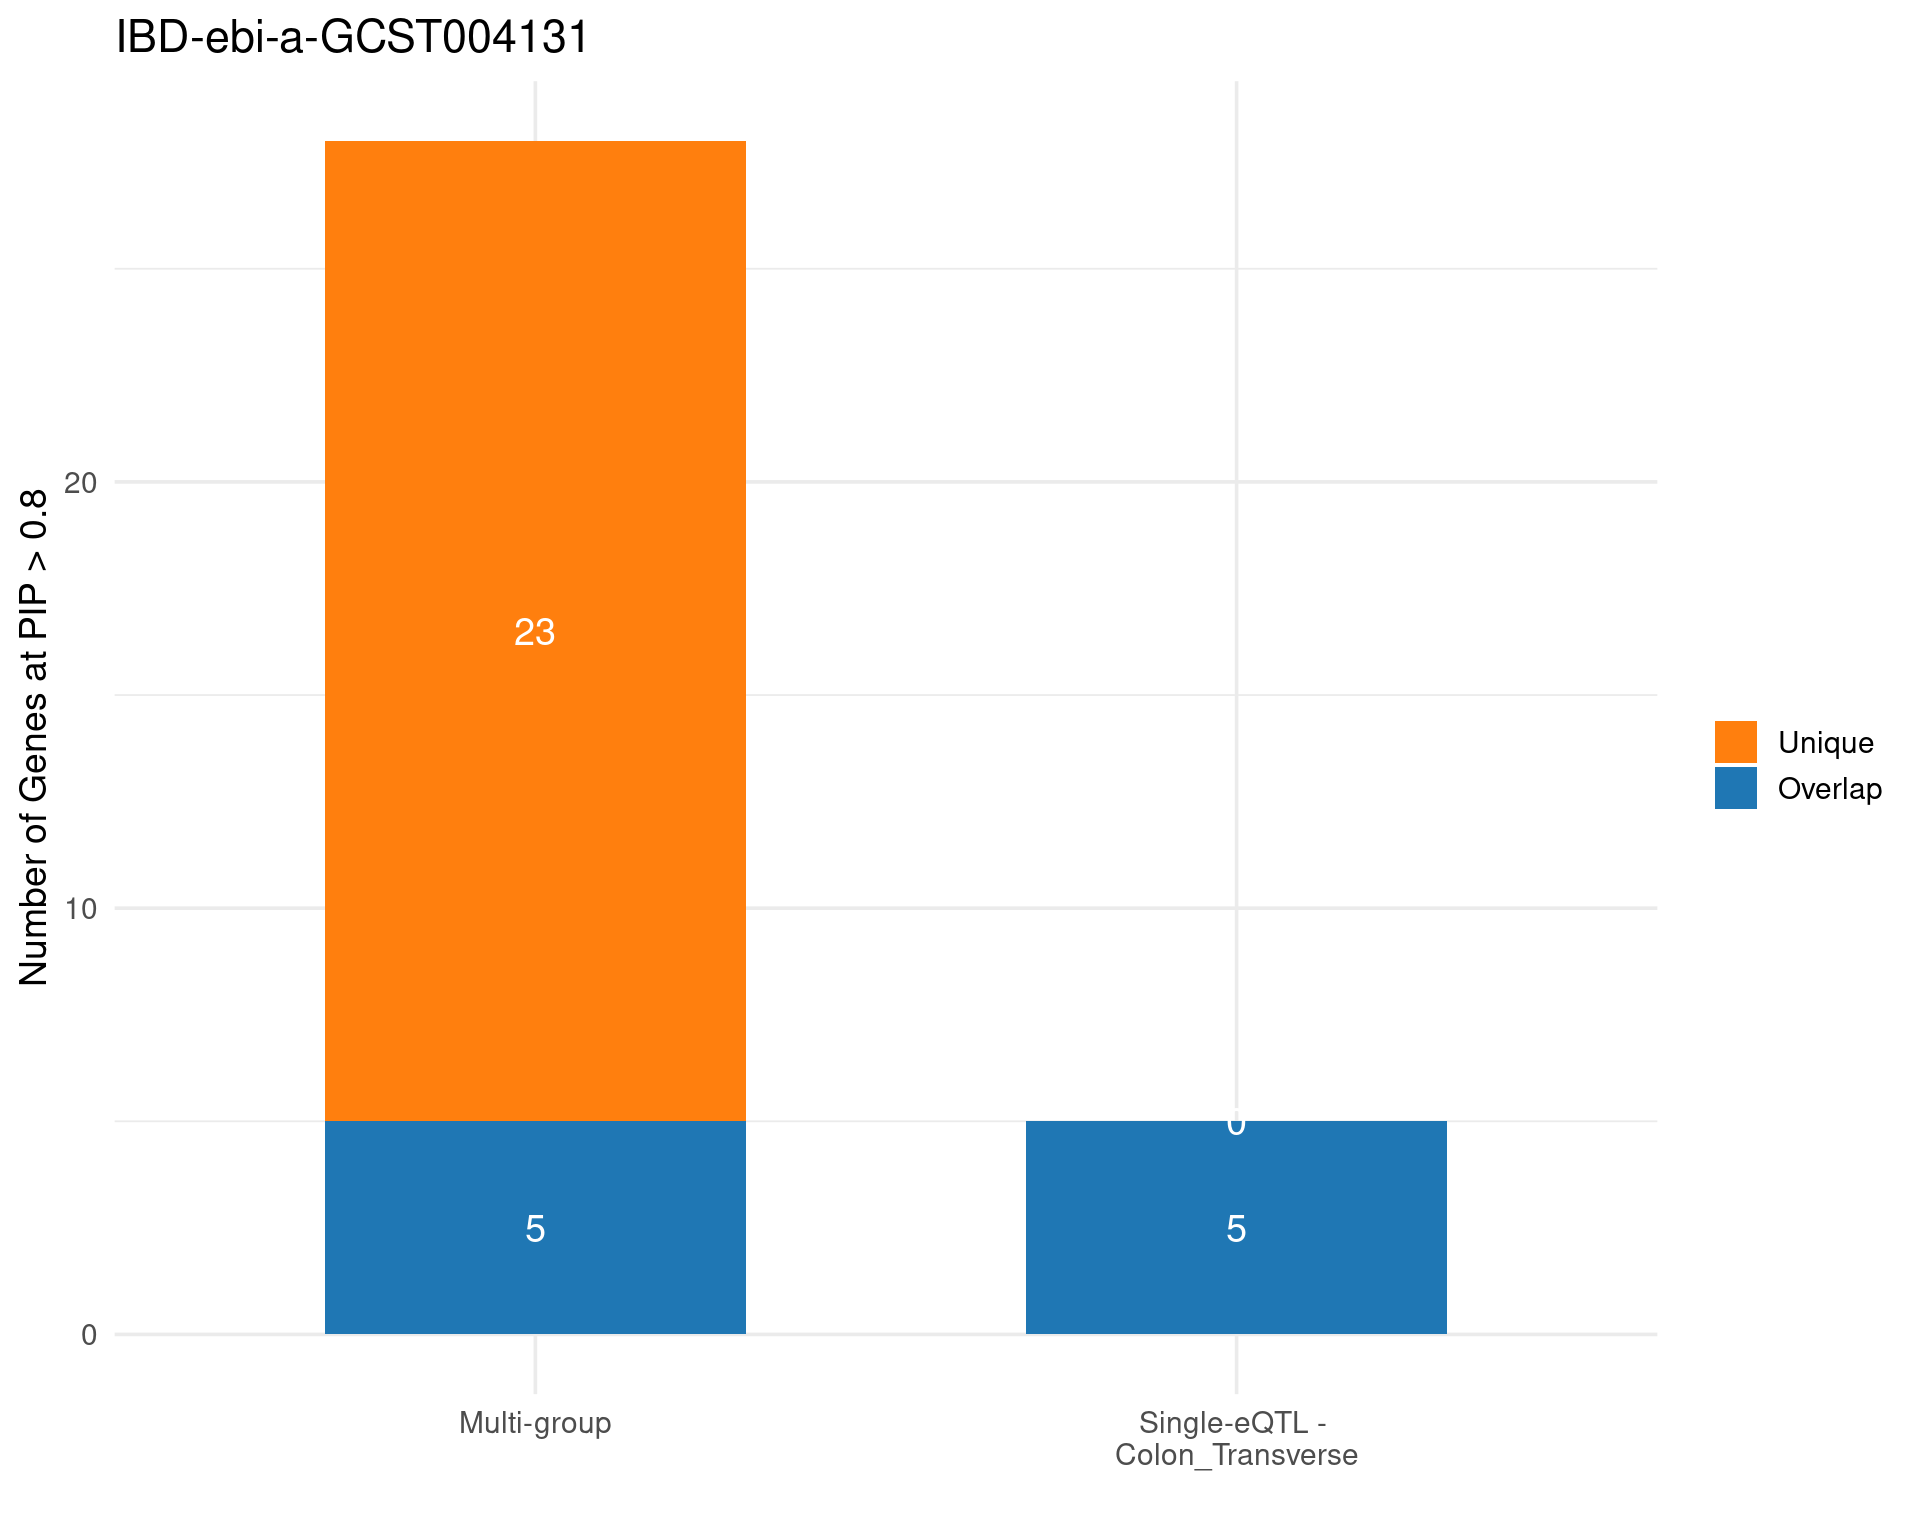 IBD-ebi-a-GCST004131
Number of Genes at PIP > 0.8
20
10
0
23
5
0
5
Multi-group
Single-eQTL -
Colon_Transverse
Unique
Overlap